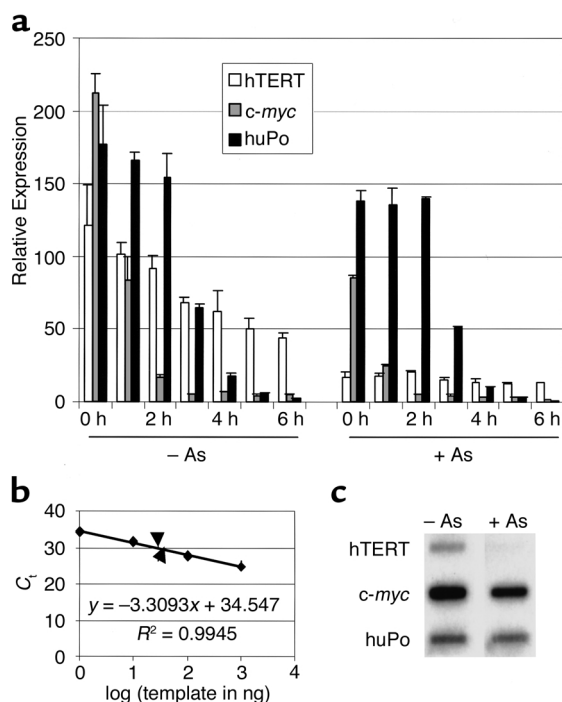 a
250
200
150
100
50
0
Relative Expression
hTERT
c-myc
huPo
0 h 2 h 4 h 6 h 0 h 2 h 4 h 6 h
– As + As
b
40
30
20
10
0
Ct
y = –3.3093x + 34.547
R² = 0.9945
0 1 2 3 4
log (template in ng)
c
– As + As
hTERT
c-myc
huPo